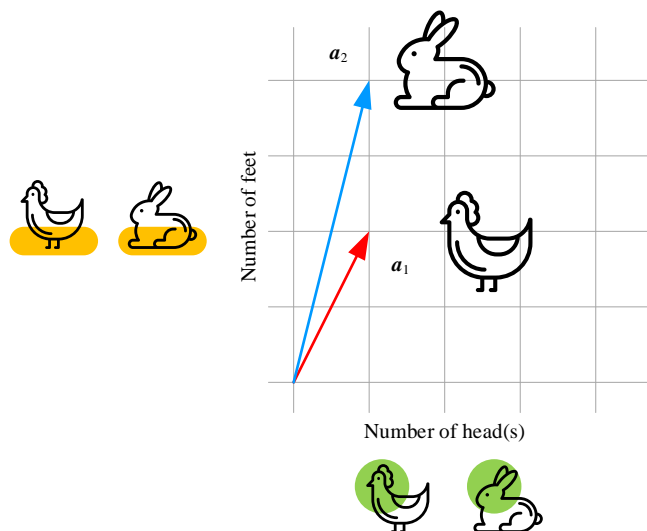 a₂
Number of feet
a₁
Number of head(s)